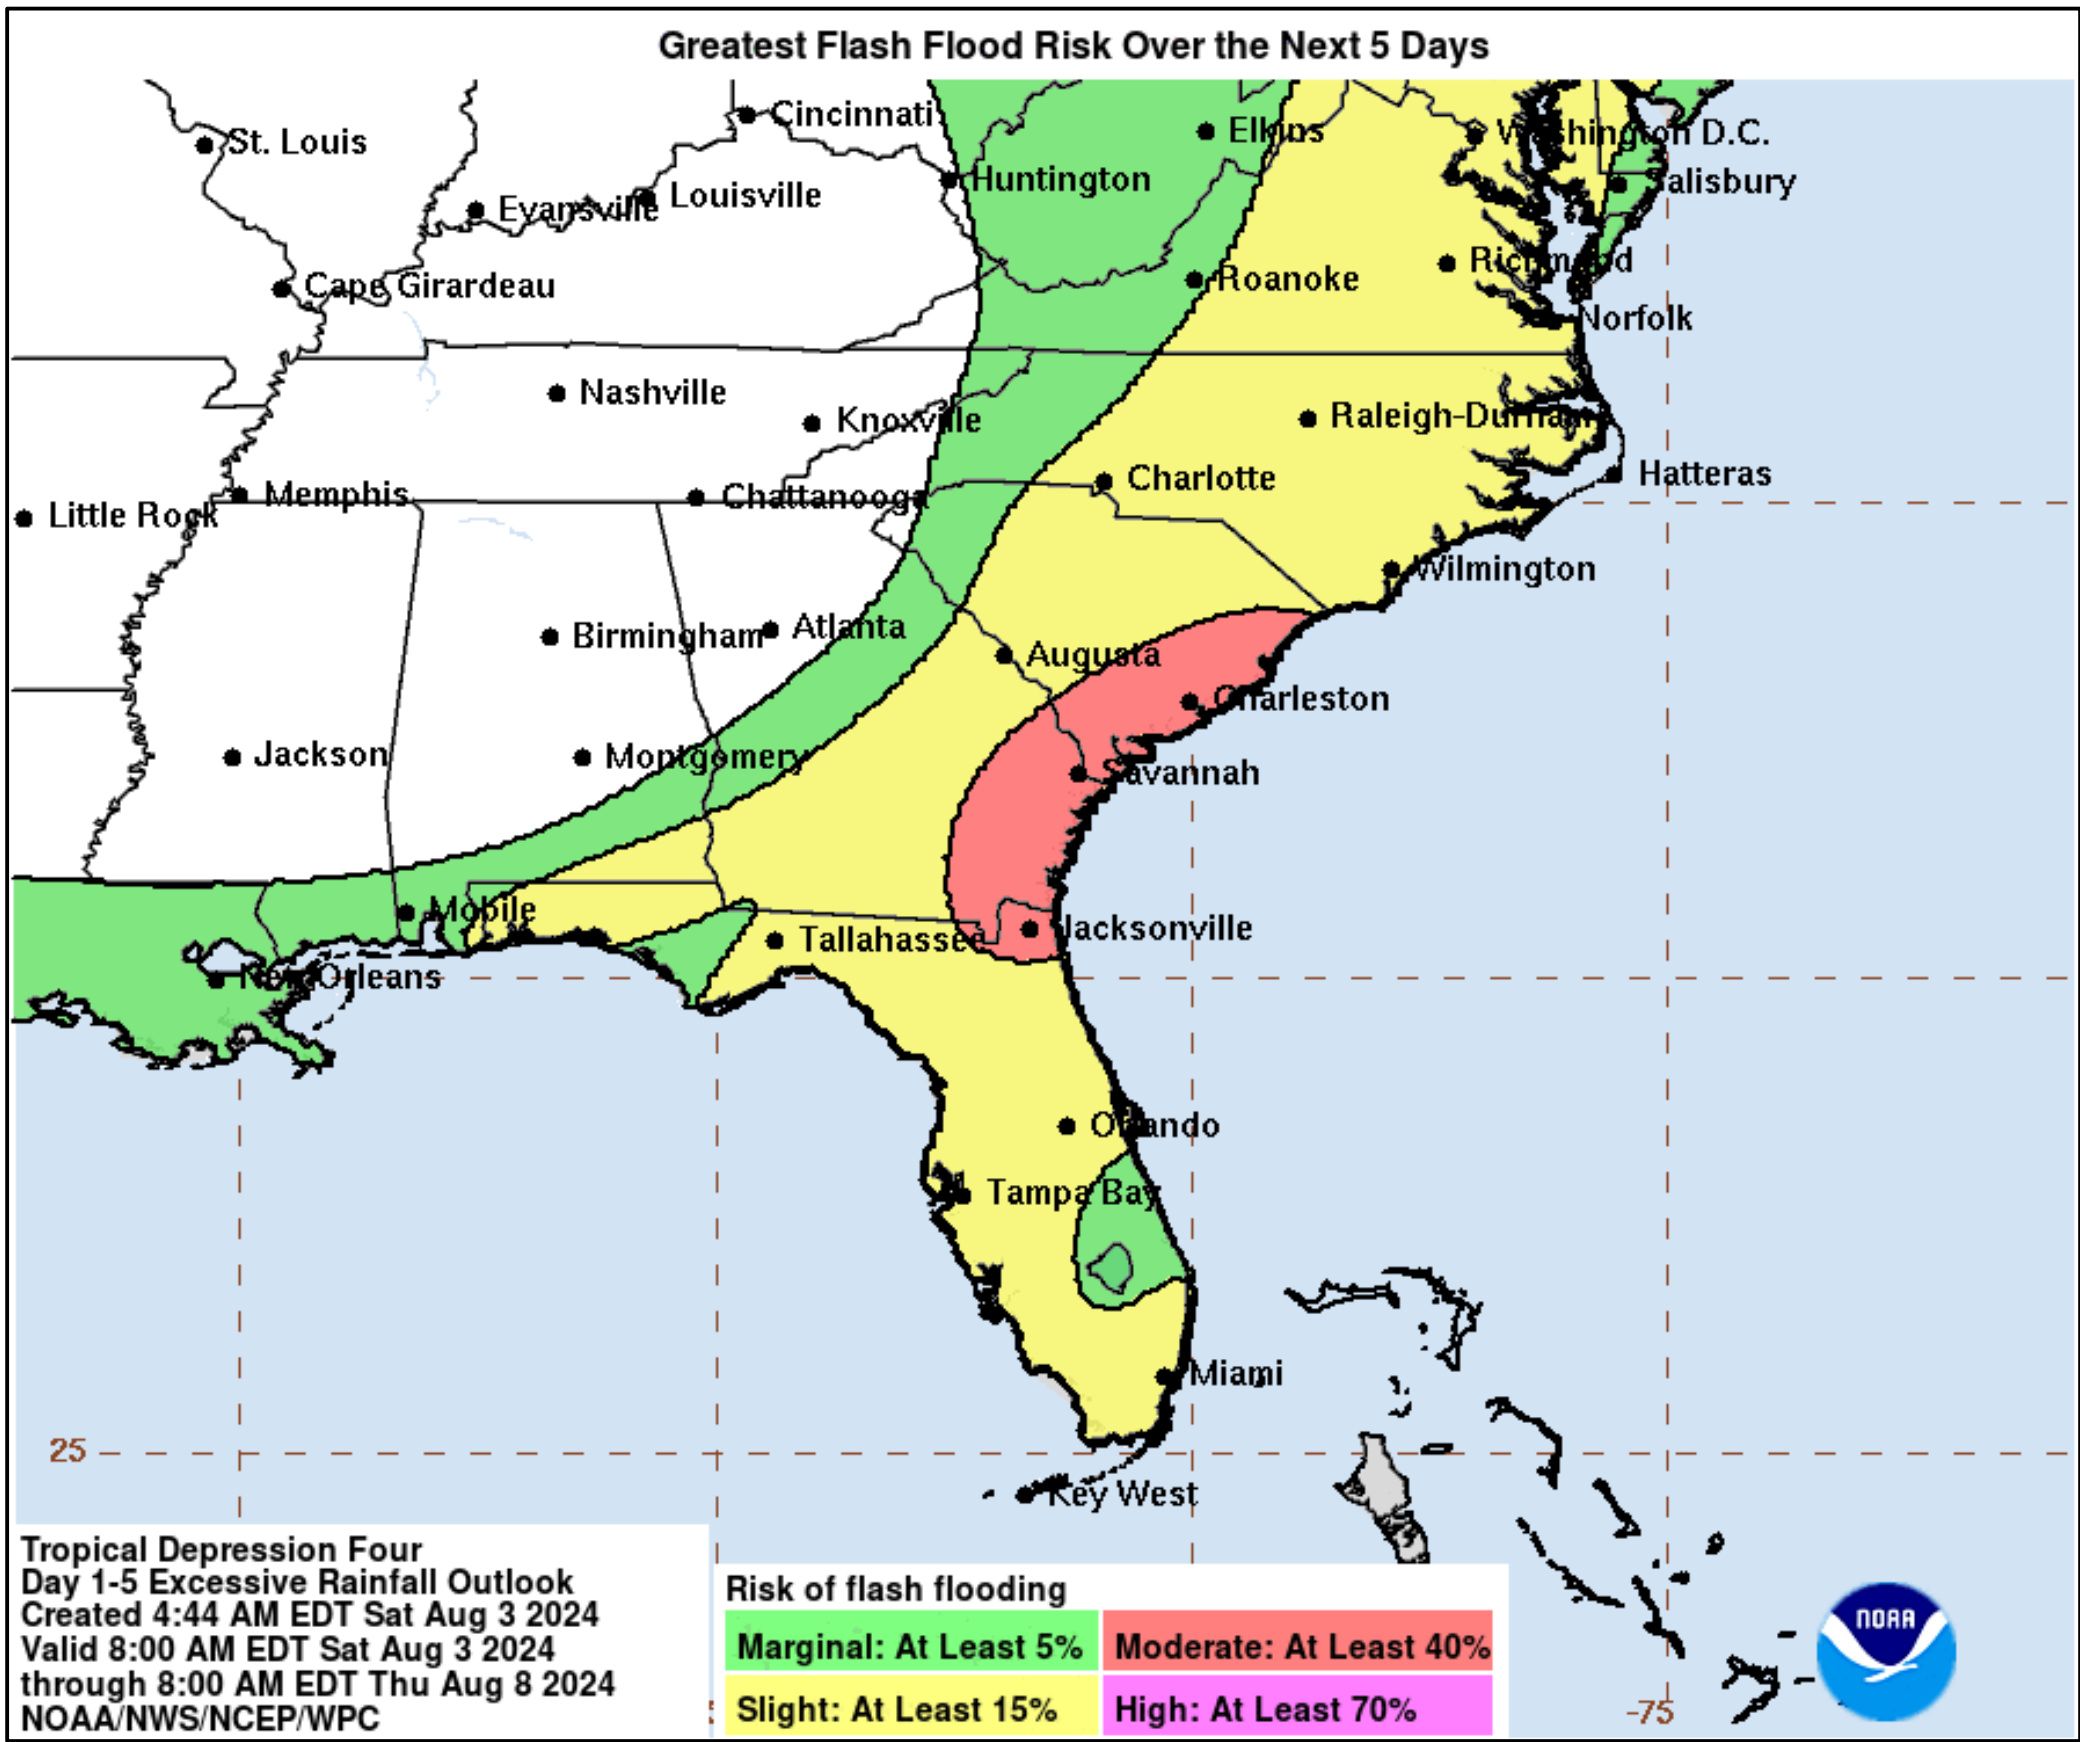 Greatest Flash Flood Risk Over the Next 5 Days
Cincinnati
St. Louis
Elkins
Washington D.C.
Huntington
Salisbury
Louisville
Evansville
Richmond
Roanoke
Cape Girardeau
Norfolk
Nashville
Knoxville
Raleigh-Durham
Hatteras
Charlotte
Memphis
Chattanooga
Little Rock
Wilmington
Birmingham
Atlanta
Augusta
Charleston
Jackson
Montgomery
Savannah
Mobile
Tallahassee
Jacksonville
New Orleans
Orlando
Tampa Bay
Miami
25
Key West
Tropical Depression Four
Day 1-5 Excessive Rainfall Outlook
Created 4:44 AM EDT Sat Aug 3 2024
Valid 8:00 AM EDT Sat Aug 3 2024
through 8:00 AM EDT Thu Aug 8 2024
NOAA/NWS/NCEP/WPC
Risk of flash flooding
Marginal: At Least 5%
Moderate: At Least 40%
Slight: At Least 15%
High: At Least 70%
-75
NOAA